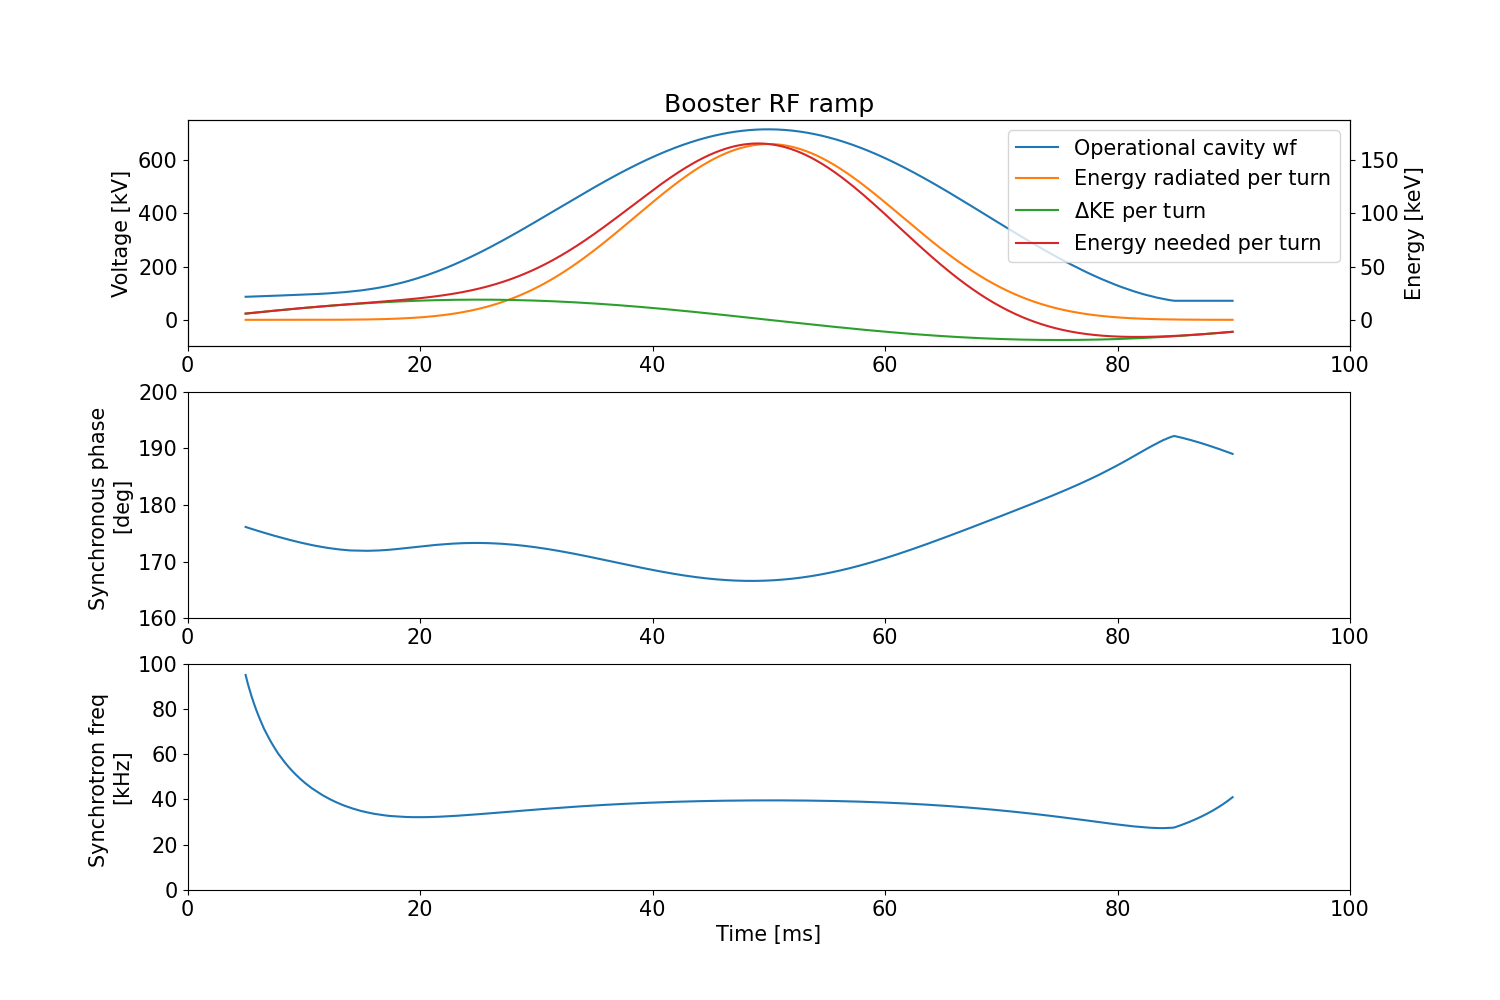 Booster RF ramp
Voltage [kV]
600
400
200
0
Operational cavity wf
Energy radiated per turn
ΔKE per turn
Energy needed per turn
150
100
50
0
Energy [keV]
0 20 40 60 80 100
Synchronous phase
[deg]
200
190
180
170
160
0 20 40 60 80 100
Synchrotron freq
[kHz]
100
80
60
40
20
0
0 20 40 60 80 100
Time [ms]